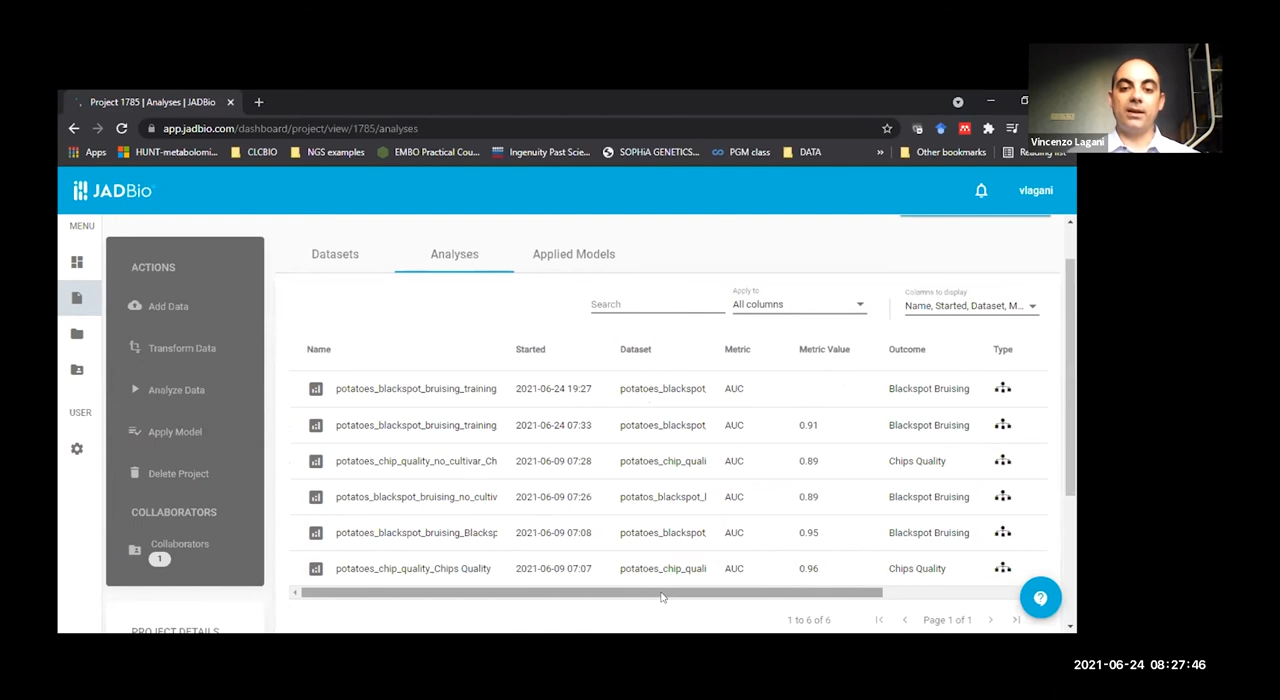 Project 1785 | Analyses | JADBio
app.jadbio.com/dashboard/project/view/1785/analyses
Apps HUNT-metabolomi... CLCBIO NGS examples EMBO Practical Cou... Ingenuity Past Scie... SOPHiA GENETICS... PGM class DATA » Other bookmarks Reading list
Vincenzo Lagani
JADBio
vlagani
MENU
ACTIONS
Add Data
Transform Data
Analyze Data
Apply Model
Delete Project
USER
COLLABORATORS
Collaborators
1
PROJECT DETAILS
Datasets Analyses Applied Models
Search
Apply to
All columns
Columns to display
Name, Started, Dataset, M...
Name Started Dataset Metric Metric Value Outcome Type
potatoes_blackspot_bruising_training 2021-06-24 19:27 potatoes_blackspot_ AUC Blackspot Bruising
potatoes_blackspot_bruising_training 2021-06-24 07:33 potatoes_blackspot_ AUC 0.91 Blackspot Bruising
potatoes_chip_quality_no_cultivar_Ch 2021-06-09 07:28 potatoes_chip_quali AUC 0.89 Chips Quality
potatos_blackspot_bruising_no_cultiv 2021-06-09 07:26 potatos_blackspot_l AUC 0.89 Blackspot Bruising
potatoes_blackspot_bruising_Blacksp 2021-06-09 07:08 potatoes_blackspot_ AUC 0.95 Blackspot Bruising
potatoes_chip_quality_Chips Quality 2021-06-09 07:07 potatoes_chip_quali AUC 0.96 Chips Quality
1 to 6 of 6 Page 1 of 1
2021-06-24 08:27:46